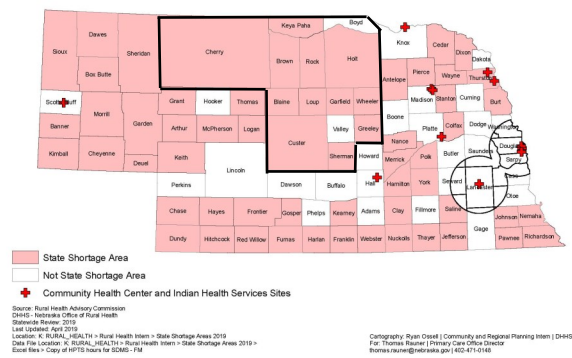 Boyd
Keya Paha
Knox
Dawes
Cedar
Sioux
Sheridan
Cherry
Dixon
Dakota
Brown
Rock
Holt
Pierce
Wayne
Thurston
Box Butte
Antelope
Madison
Stanton
Cuming
Burt
Scotts Bluff
Grant
Hooker
Thomas
Blaine
Loup
Garfield
Wheeler
Morrill
Boone
Garden
Platte
Colfax
Dodge
Washington
Banner
Arthur
McPherson
Logan
Valley
Greeley
Custer
Nance
Douglas
Kimball
Cheyenne
Keith
Sherman
Howard
Merrick
Polk
Butler
Saunders
Sarpy
Deuel
Lincoln
Cass
Perkins
Dawson
Buffalo
Hall
Hamilton
York
Seward
Lancaster
Otoe
Chase
Hayes
Frontier
Gosper
Phelps
Kearney
Adams
Clay
Fillmore
Saline
Johnson
Nemaha
Gage
Dundy
Hitchcock
Red Willow
Furnas
Harlan
Franklin
Webster
Nuckolls
Thayer
Jefferson
Pawnee
Richardson
State Shortage Area
Not State Shortage Area
Community Health Center and Indian Health Services Sites
Source: Rural Health Advisory Commission
DHHS - Nebraska Office of Rural Health
Statewide Review: 2019
Last Updated: April 2019
Location: K: RURAL_HEALTH > Rural Health Intern > State Shortage Areas 2019
Data File Location: K: RURAL_HEALTH > Rural Health Intern > State Shortage Areas 2019 >
Excel files > Copy of HPTS hours for SDMS - FM
Cartography: Ryan Ossell | Community and Regional Planning Intern | DHHS
For: Thomas Rauner | Primary Care Office Director
thomas.rauner@nebraska.gov | 402-471-0148